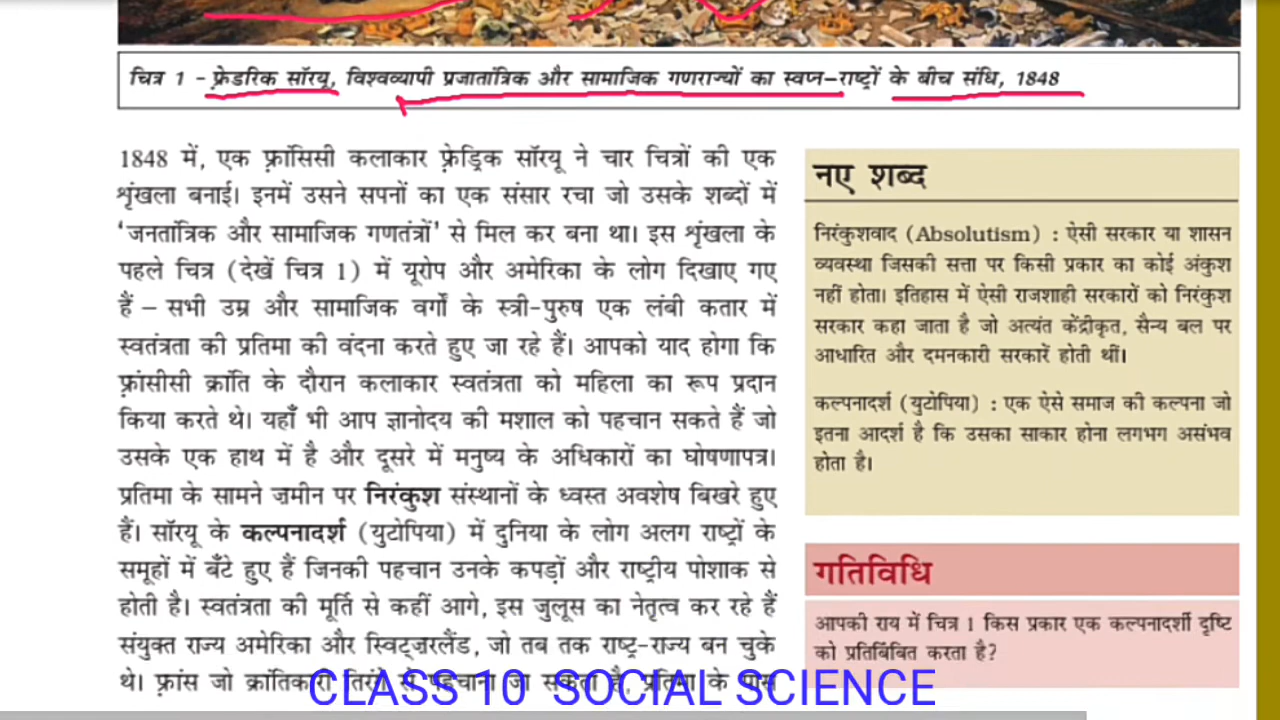 चित्र 1 - फ़्रेडरिक सॉरयू, विश्वव्यापी प्रजातांत्रिक और सामाजिक गणराज्यों का स्वप्न–राष्ट्रों के बीच संधि, 1848
1848 में, एक फ़्रांसिसी कलाकार फ़्रेड्रिक सॉरयू ने चार चित्रों की एक
शृंखला बनाई। इनमें उसने सपनों का एक संसार रचा जो उसके शब्दों में
‘जनतांत्रिक और सामाजिक गणतंत्रों’ से मिल कर बना था। इस शृंखला के
पहले चित्र (देखें चित्र 1) में यूरोप और अमेरिका के लोग दिखाए गए
हैं – सभी उम्र और सामाजिक वर्गों के स्त्री-पुरुष एक लंबी कतार में
स्वतंत्रता की प्रतिमा की वंदना करते हुए जा रहे हैं। आपको याद होगा कि
फ़्रांसीसी क्रांति के दौरान कलाकार स्वतंत्रता को महिला का रूप प्रदान
किया करते थे। यहाँ भी आप ज्ञानोदय की मशाल को पहचान सकते हैं जो
उसके एक हाथ में है और दूसरे में मनुष्य के अधिकारों का घोषणापत्र।
प्रतिमा के सामने ज़मीन पर निरंकुश संस्थानों के ध्वस्त अवशेष बिखरे हुए
हैं। सॉरयू के कल्पनादर्श (युटोपिया) में दुनिया के लोग अलग राष्ट्रों के
समूहों में बँटे हुए हैं जिनकी पहचान उनके कपड़ों और राष्ट्रीय पोशाक से
होती है। स्वतंत्रता की मूर्ति से कहीं आगे, इस जुलूस का नेतृत्व कर रहे हैं
संयुक्त राज्य अमेरिका और स्विट्ज़रलैंड, जो तब तक राष्ट्र-राज्य बन चुके
थे। फ़्रांस जो क्रांतिकारी तिरंगे से पहचाना जा सकता है, प्रतिमा के पास
नए शब्द
निरंकुशवाद (Absolutism) : ऐसी सरकार या शासन
व्यवस्था जिसकी सत्ता पर किसी प्रकार का कोई अंकुश
नहीं होता। इतिहास में ऐसी राजशाही सरकारों को निरंकुश
सरकार कहा जाता है जो अत्यंत केंद्रीकृत, सैन्य बल पर
आधारित और दमनकारी सरकारें होती थीं।
कल्पनादर्श (युटोपिया) : एक ऐसे समाज की कल्पना जो
इतना आदर्श है कि उसका साकार होना लगभग असंभव
होता है।
गतिविधि
आपकी राय में चित्र 1 किस प्रकार एक कल्पनादर्शी दृष्टि
को प्रतिबिंबित करता है?
CLASS 10 SOCIAL SCIENCE